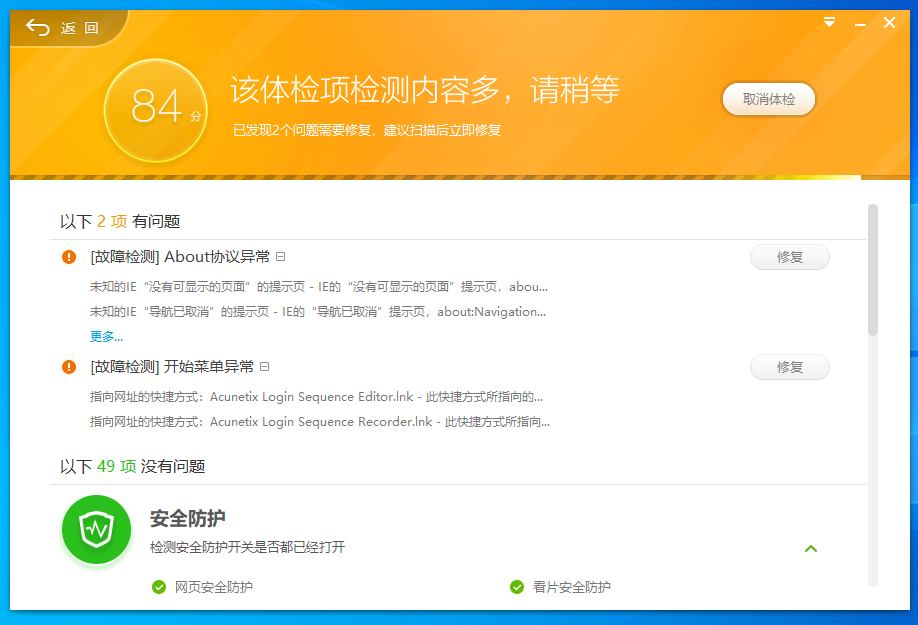 返 回
84 分
该体检项检测内容多，请稍等
已发现2个问题需要修复，建议扫描后立即修复
取消体检
以下 2 项 有问题
[故障检测] About协议异常
修复
未知的IE“没有可显示的页面”的提示页 - IE的“没有可显示的页面”提示页，abou...
未知的IE“导航已取消”的提示页 - IE的“导航已取消”提示页，about:Navigation...
更多...
[故障检测] 开始菜单异常
修复
指向网址的快捷方式：Acunetix Login Sequence Editor.lnk - 此快捷方式所指向的...
指向网址的快捷方式：Acunetix Login Sequence Recorder.lnk - 此快捷方式所指向...
以下 49 项 没有问题
安全防护
检测安全防护开关是否都已经打开
网页安全防护
看片安全防护